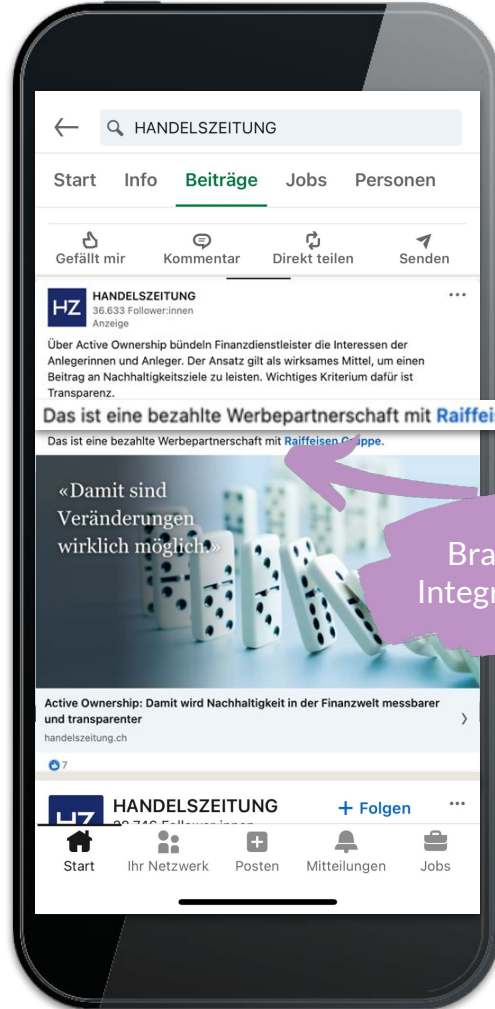 HANDELSZEITUNG
Start Info Beiträge Jobs Personen
Gefällt mir Kommentar Direkt teilen Senden
HZ HANDELSZEITUNG
36.633 Follower:innen
Anzeige
Über Active Ownership bündeln Finanzdienstleister die Interessen der
Anlegerinnen und Anleger. Der Ansatz gilt als wirksames Mittel, um einen
Beitrag an Nachhaltigkeitsziele zu leisten. Wichtiges Kriterium dafür ist
Transparenz.
Das ist eine bezahlte Werbepartnerschaft mit
Das ist eine bezahlte Werbepartnerschaft mit Raiffeisen Gruppe.
«Damit sind
Veränderungen
wirklich möglich.»
Active Ownership: Damit wird Nachhaltigkeit in der Finanzwelt messbarer
und transparenter
handelszeitung.ch
7
HZ HANDELSZEITUNG + Folgen
Start Ihr Netzwerk Posten Mitteilungen Jobs